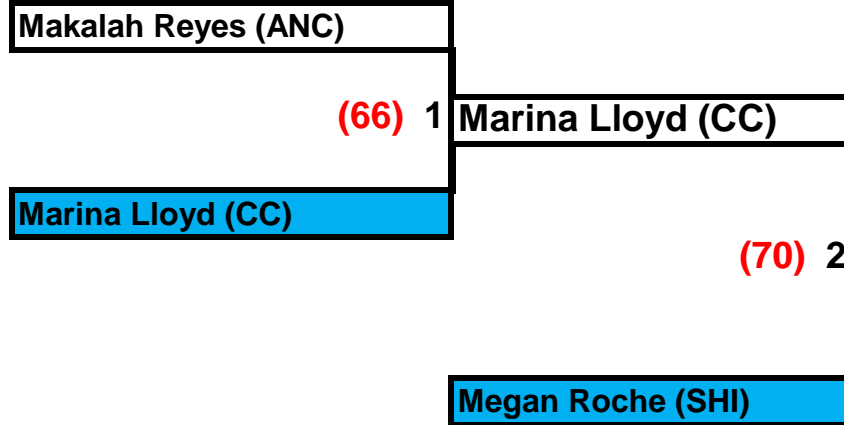 Makalah Reyes (ANC)
(66) 1 Marina Lloyd (CC)
Marina Lloyd (CC)
(70) 2
Megan Roche (SHI)